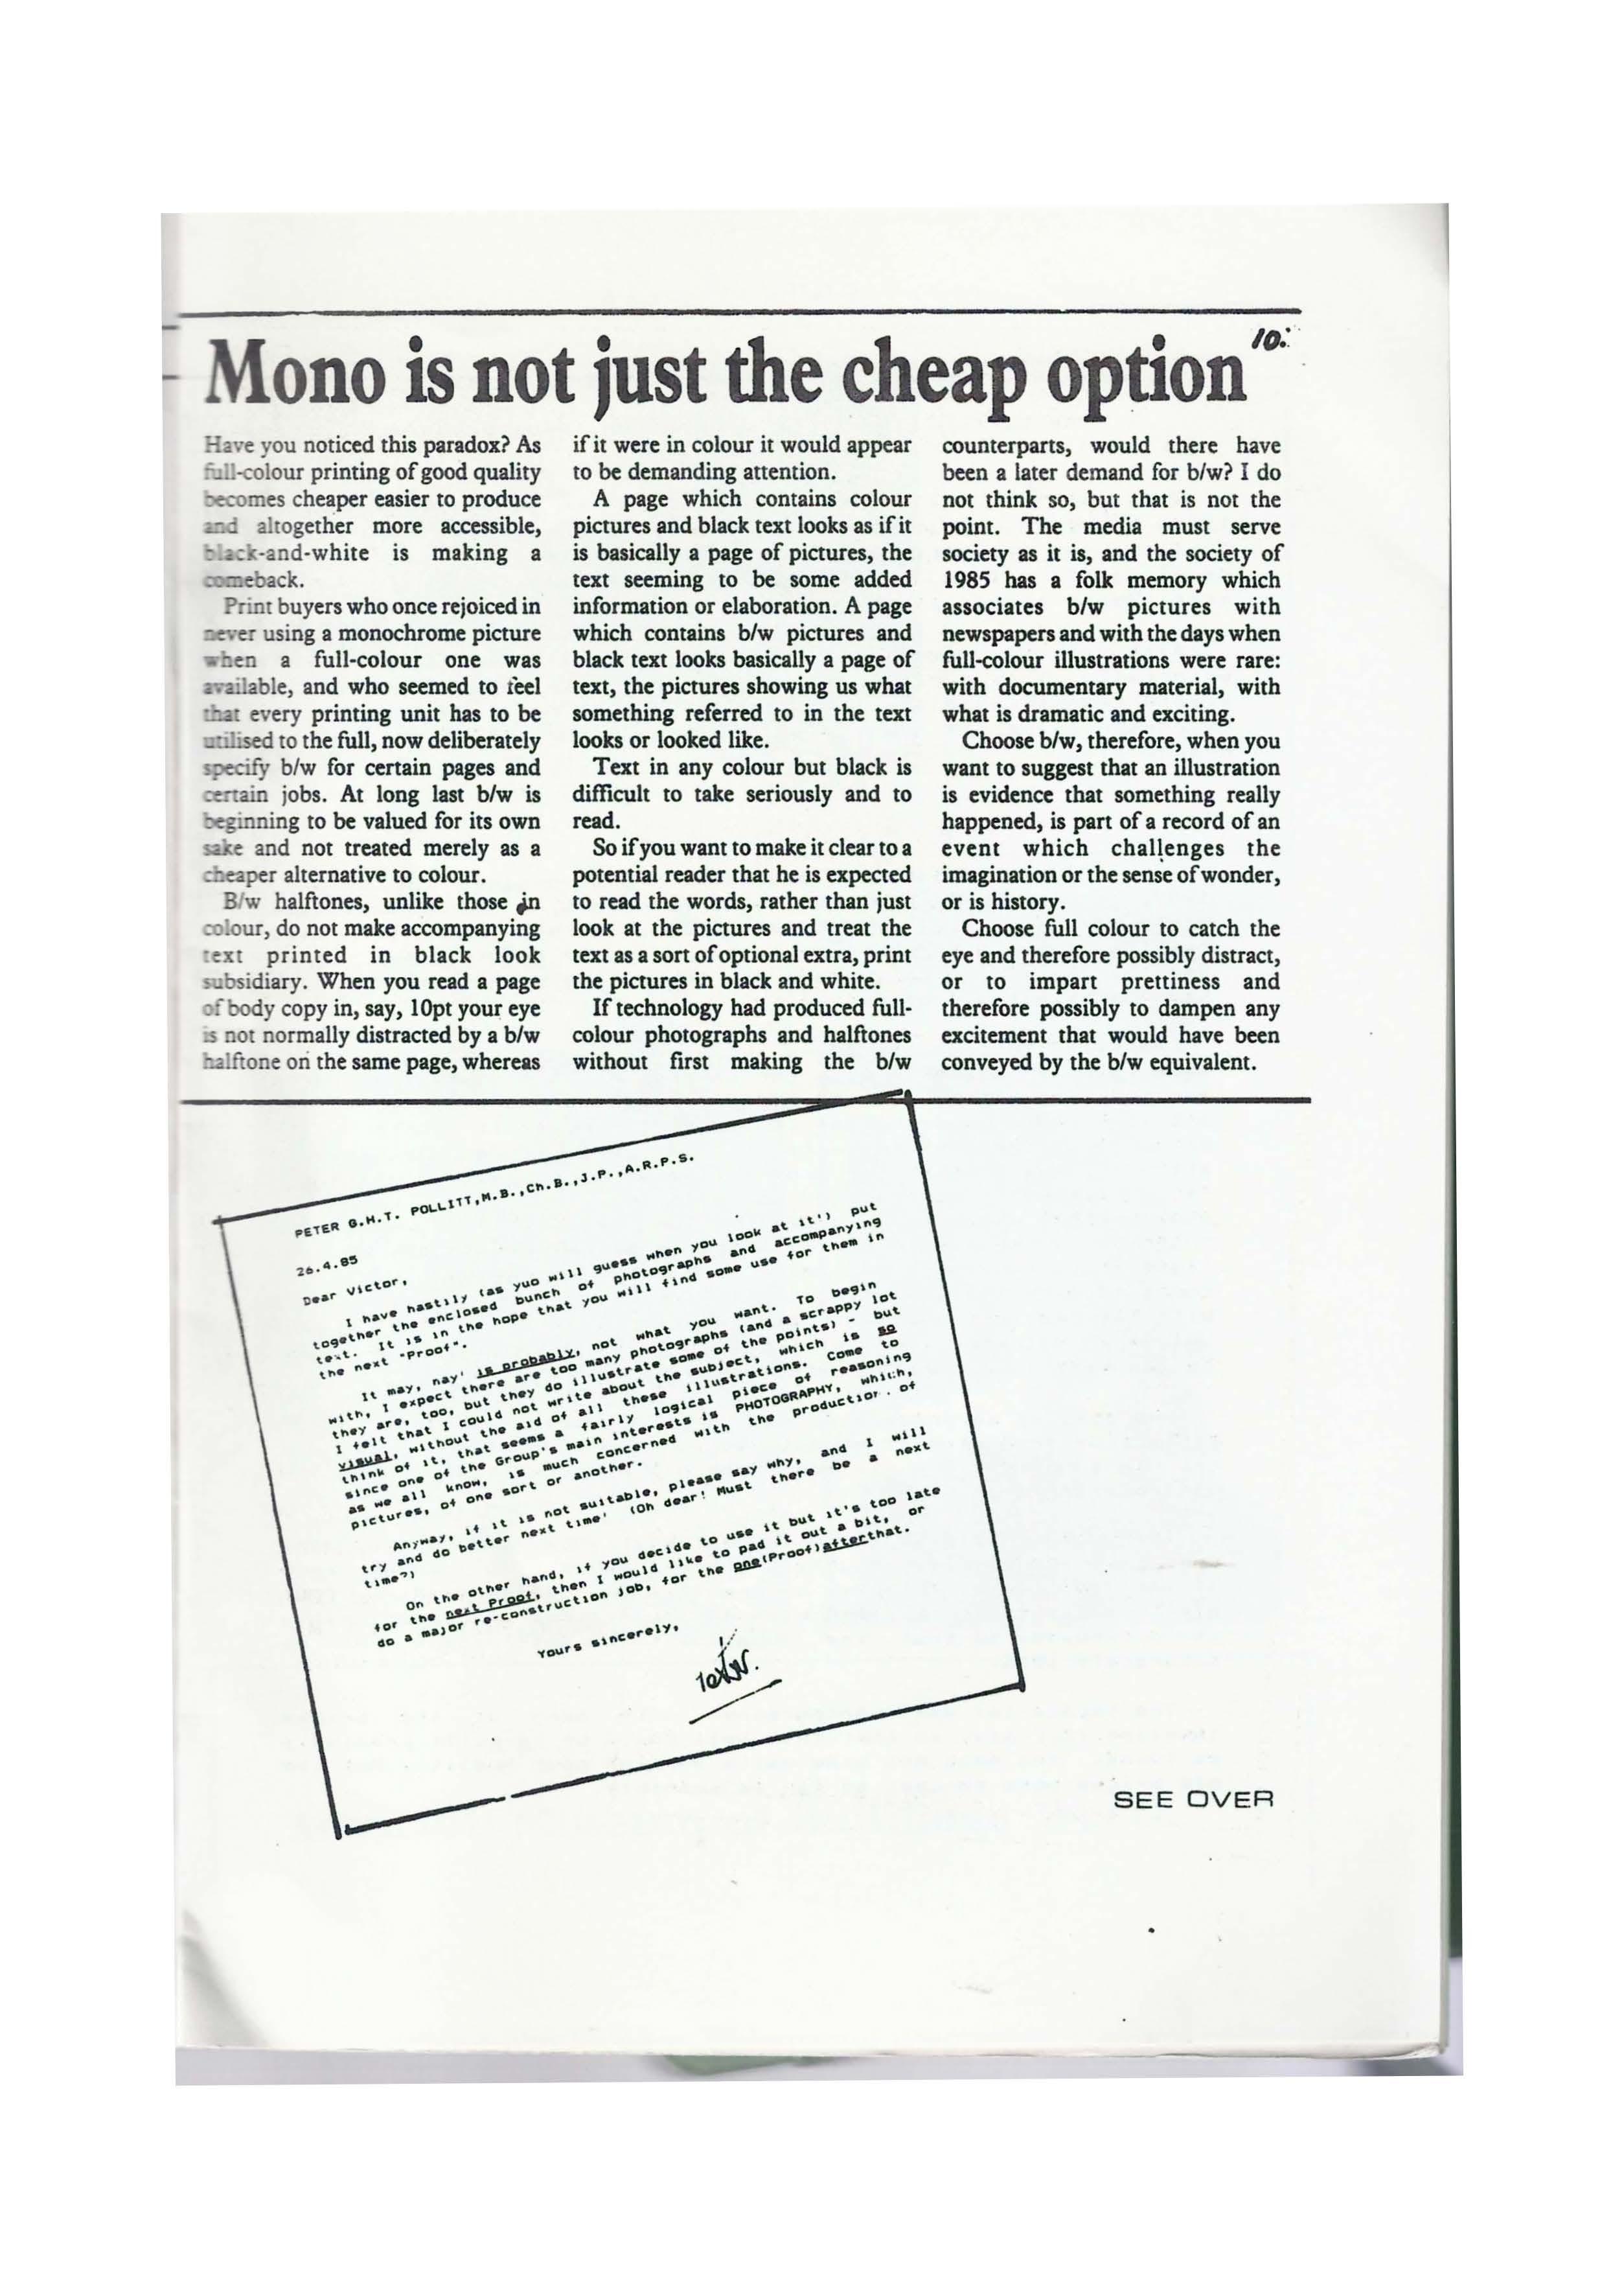 10.
Mono is not just the cheap option
Have you noticed this paradox? As
full-colour printing of good quality
becomes cheaper easier to produce
and altogether more accessible,
black-and-white is making a
comeback.
Print buyers who once rejoiced in
never using a monochrome picture
when a full-colour one was
available, and who seemed to feel
that every printing unit has to be
utilised to the full, now deliberately
specify b/w for certain pages and
certain jobs. At long last b/w is
beginning to be valued for its own
sake and not treated merely as a
cheaper alternative to colour.
B/w halftones, unlike those in
colour, do not make accompanying
text printed in black look
subsidiary. When you read a page
of body copy in, say, 10pt your eye
is not normally distracted by a b/w
halftone on the same page, whereas
if it were in colour it would appear
to be demanding attention.
A page which contains colour
pictures and black text looks as if it
is basically a page of pictures, the
text seeming to be some added
information or elaboration. A page
which contains b/w pictures and
black text looks basically a page of
text, the pictures showing us what
something referred to in the text
looks or looked like.
Text in any colour but black is
difficult to take seriously and to
read.
So if you want to make it clear to a
potential reader that he is expected
to read the words, rather than just
look at the pictures and treat the
text as a sort of optional extra, print
the pictures in black and white.
If technology had produced full-
colour photographs and halftones
without first making the b/w
counterparts, would there have
been a later demand for b/w? I do
not think so, but that is not the
point. The media must serve
society as it is, and the society of
1985 has a folk memory which
associates b/w pictures with
newspapers and with the days when
full-colour illustrations were rare:
with documentary material, with
what is dramatic and exciting.
Choose b/w, therefore, when you
want to suggest that an illustration
is evidence that something really
happened, is part of a record of an
event which challenges the
imagination or the sense of wonder,
or is history.
Choose full colour to catch the
eye and therefore possibly distract,
or to impart prettiness and
therefore possibly to dampen any
excitement that would have been
conveyed by the b/w equivalent.
PETER G.H.T. POLLITT,M.B.,Ch.B.,J.P.,A.R.P.S.
26.4.85
Dear Victor,
I have hastily (as yuo will guess when you look at it!) put
together the enclosed bunch of photographs and accompanying
text. It is in the hope that you will find some use for them in
the next "Proof".
It may, nay! is probably, not what you want. To begin
with, I expect there are too many photographs (and a scrappy lot
they are, too, but they do illustrate some of the points) - but
I felt that I could not write about the subject, which is so
visual, without the aid of all these illustrations. Come to
think of it, that seems a fairly logical piece of reasoning
since one of the Group's main interests is PHOTOGRAPHY, which,
as we all know, is much concerned with the production of
pictures, of one sort or another.
Anyway, if it is not suitable, please say why, and I will
try and do better next time! (Oh dear! Must there be a next
time?)
On the other hand, if you decide to use it but it's too late
for the next Proof, then I would like to pad it out a bit, or
do a major re-construction job, for the one(Proof)afterthat.
Yours sincerely,
SEE OVER